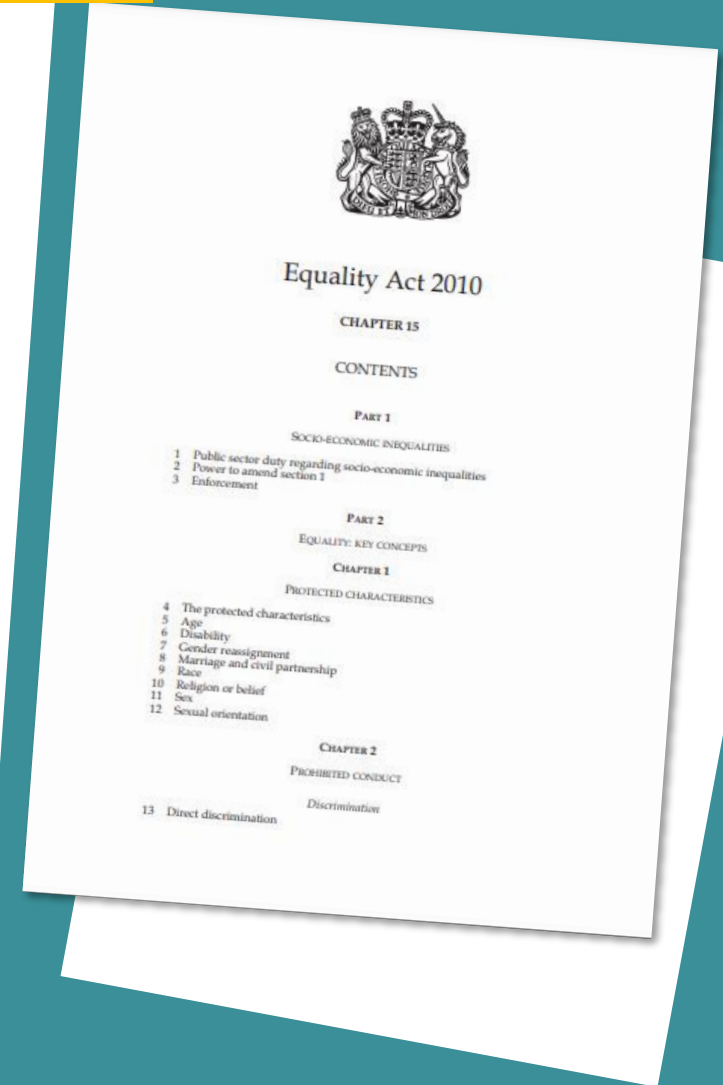 Equality Act 2010
CHAPTER 15
CONTENTS
PART 1
SOCIO-ECONOMIC INEQUALITIES
1 Public sector duty regarding socio-economic inequalities
2 Power to amend section 1
3 Enforcement
PART 2
EQUALITY: KEY CONCEPTS
CHAPTER 1
PROTECTED CHARACTERISTICS
4 The protected characteristics
5 Age
6 Disability
7 Gender reassignment
8 Marriage and civil partnership
9 Race
10 Religion or belief
11 Sex
12 Sexual orientation
CHAPTER 2
PROHIBITED CONDUCT
Discrimination
13 Direct discrimination